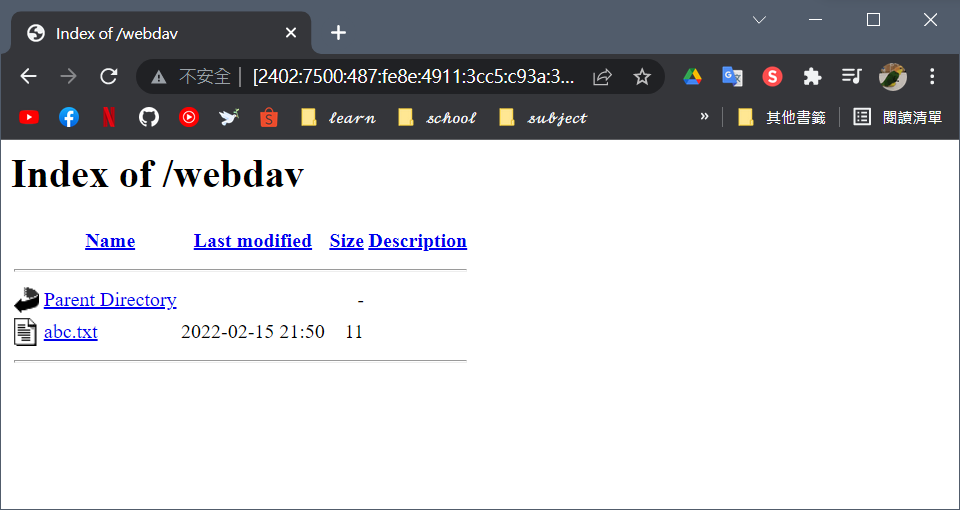 Index of /webdav
不安全 | [2402:7500:487:fe8e:4911:3cc5:c93a:3...
learn school subject » 其他書籤 閱讀清單
Index of /webdav
Name Last modified Size Description
Parent Directory -
abc.txt 2022-02-15 21:50 11